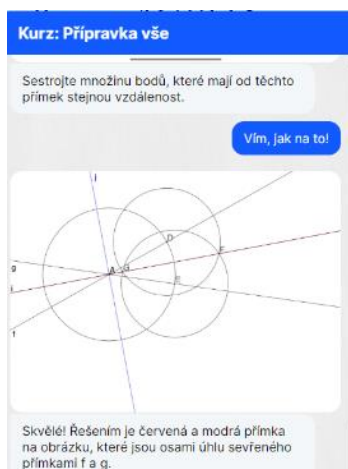 Kurz: Přípravka vše
Sestrojte množinu bodů, které mají od těchto
přímek stejnou vzdálenost.
Vím, jak na to!
j
D
F
A
G
g
E
i
f
Skvělé! Řešením je červená a modrá přímka
na obrázku, které jsou osami úhlu sevřeného
přímkami f a g.